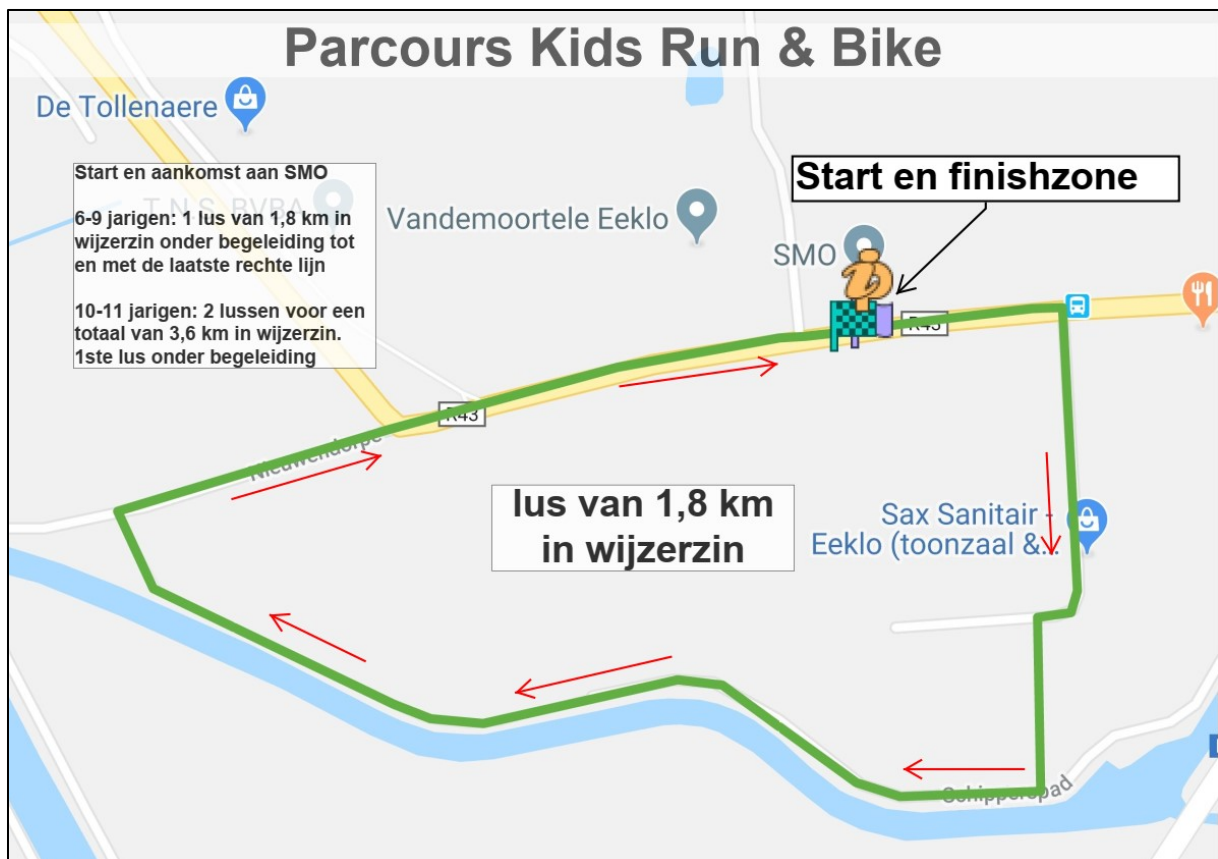 Parcours Kids Run & Bike
De Tollenaere
Start en aankomst aan SMO
6-9 jarigen: 1 lus van 1,8 km in
wijzerzin onder begeleiding tot
en met de laatste rechte lijn
10-11 jarigen: 2 lussen voor een
totaal van 3,6 km in wijzerzin.
1ste lus onder begeleiding
T.N.S. BVBA
Start en finishzone
Vandemoortele Eeklo
SMO
R43
R43
Nieuwendorpe
lus van 1,8 km
in wijzerzin
Sax Sanitair -
Eeklo (toonzaal &...
Schipperspad